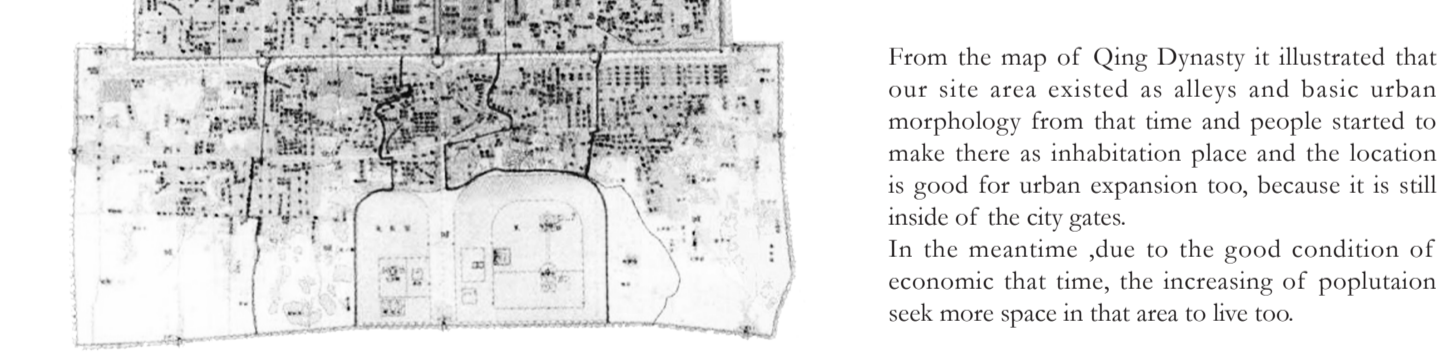 From the map of Qing Dynasty it illustrated that
our site area existed as alleys and basic urban
morphology from that time and people started to
make there as inhabitation place and the location
is good for urban expansion too, because it is still
inside of the city gates.
In the meantime ,due to the good condition of
economic that time, the increasing of poplutaion
seek more space in that area to live too.